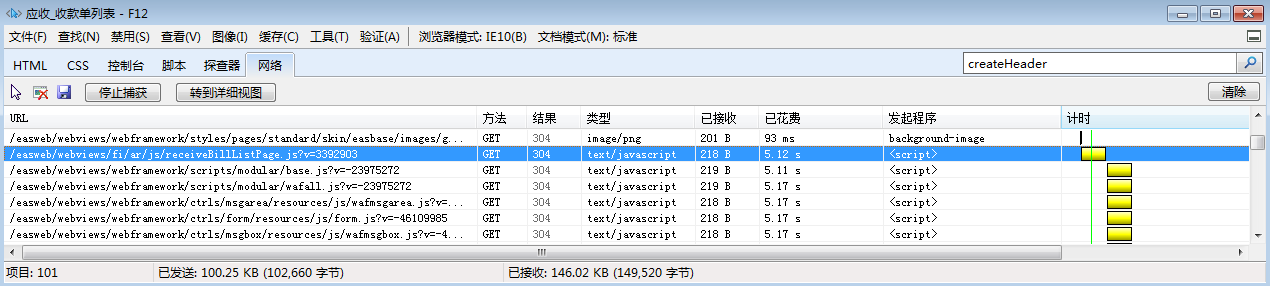 应收_收款单列表 - F12
文件(F) 查找(N) 禁用(S) 查看(V) 图像(I) 缓存(C) 工具(T) 验证(A) 浏览器模式: IE10(B) 文档模式(M): 标准
HTML CSS 控制台 脚本 探查器 网络 createHeader
停止捕获 转到详细视图 清除
URL 方法 结果 类型 已接收 已花费 发起程序 计时
/easweb/webviews/webframework/styles/pages/standard/skin/easbase/images/g... GET 304 image/png 201 B 93 ms background-image
/easweb/webviews/fi/ar/js/receiveBillListPage.js?v=3392903 GET 304 text/javascript 218 B 5.12 s <script>
/easweb/webviews/webframework/scripts/modular/base.js?v=-23975272 GET 304 text/javascript 219 B 5.11 s <script>
/easweb/webviews/webframework/scripts/modular/wafall.js?v=-23975272 GET 304 text/javascript 219 B 5.17 s <script>
/easweb/webviews/webframework/ctrls/msgarea/resources/js/wafmsgarea.js?v=... GET 304 text/javascript 218 B 5.17 s <script>
/easweb/webviews/webframework/ctrls/form/resources/js/form.js?v=-46109985 GET 304 text/javascript 218 B 5.17 s <script>
/easweb/webviews/webframework/ctrls/msgbox/resources/js/wafmsgbox.js?v=-4... GET 304 text/javascript 218 B 5.17 s <script>
项目: 101 已发送: 100.25 KB (102,660 字节) 已接收: 146.02 KB (149,520 字节)